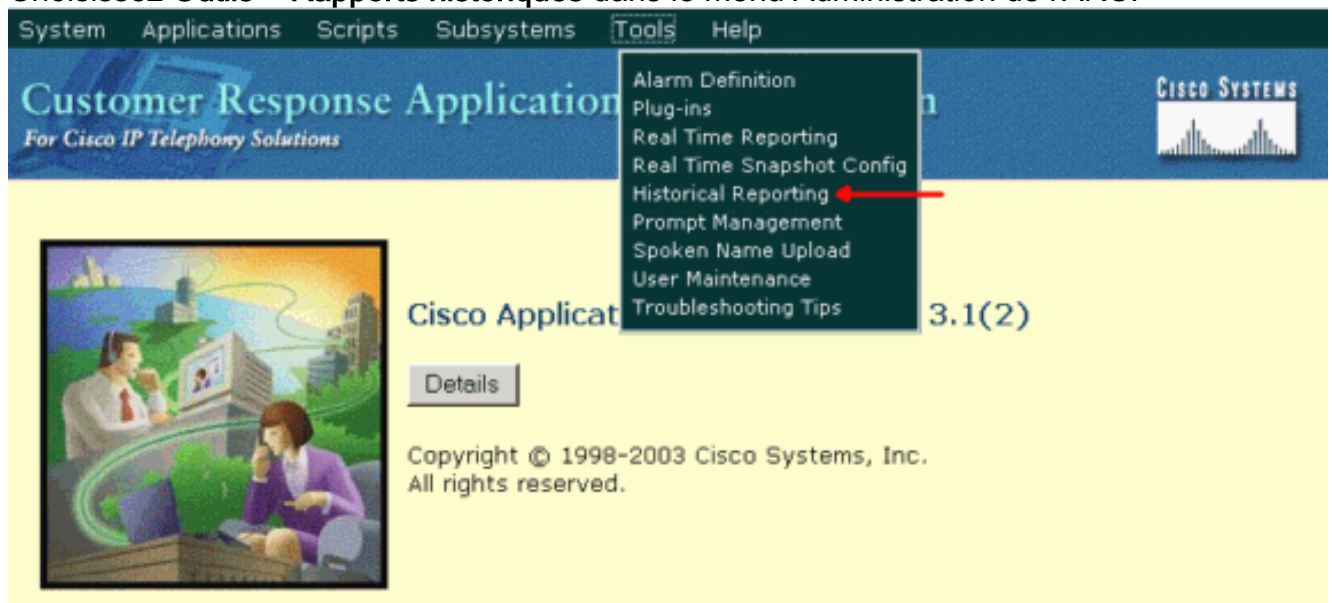 System Applications Scripts Subsystems Tools Help
Customer Response Application
For Cisco IP Telephony Solutions
CISCO SYSTEMS
Alarm Definition
Plug-ins
Real Time Reporting
Real Time Snapshot Config
Historical Reporting
Prompt Management
Spoken Name Upload
User Maintenance
Troubleshooting Tips
Cisco Applicat 3.1(2)
Details
Copyright © 1998-2003 Cisco Systems, Inc.
All rights reserved.